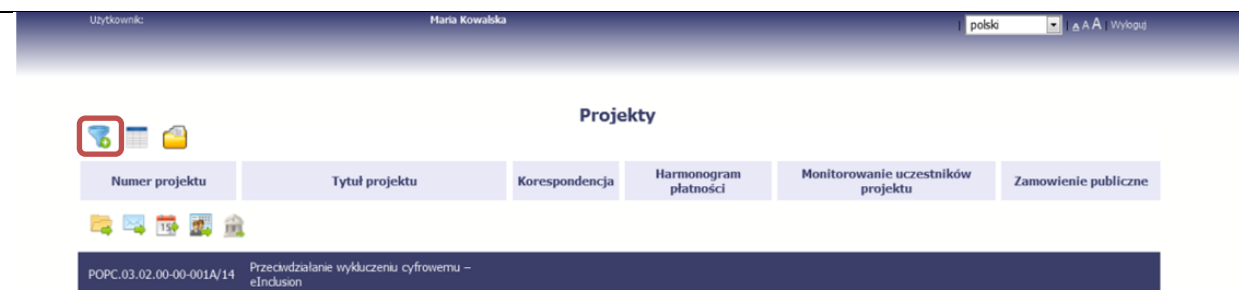 Użytkownik: Maria Kowalska | polski | A A A | Wyloguj
Projekty
Numer projektu Tytuł projektu Korespondencja Harmonogram płatności Monitorowanie uczestników projektu Zamowienie publiczne
15
POPC.03.02.00-00-001A/14 Przeciwdziałanie wykluczeniu cyfrowemu –
eInclusion